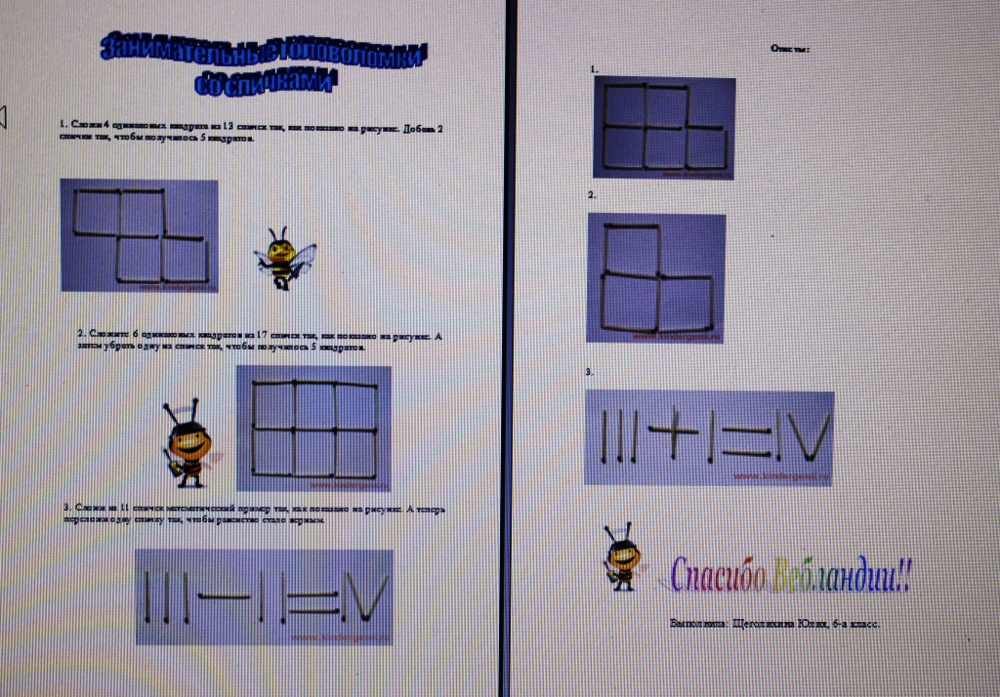 Занимательные головоломки
со спичками
1. Сложи 4 одинаковых квадрата из 13 спичек так, как показано на рисунке. Добавь 2
спички так, чтобы получилось 5 квадратов.
www.kindergenii.ru
2. Сложите 6 одинаковых квадратов из 17 спичек так, как показано на рисунке. А
затем убрать одну из спичек так, чтобы получилось 5 квадратов.
www.kindergenii.ru
3. Сложи из 11 спичек математический пример так, как показано на рисунке. А теперь
переложи одну спичку так, чтобы равенство стало верным.
III − II = IV
www.kindergenii.ru
Ответы:
1.
www.kindergenii.ru
2.
www.kindergenii.ru
3.
III + I = IV
www.kindergenii.ru
Спасибо Вебландии!!
Выполнила: Щеголихина Юлия, 6-а класс.